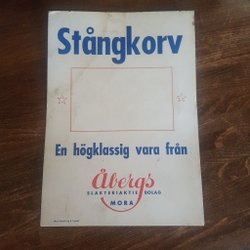 Stångkorv
En högklassig vara från
Åbergs
SLAKTERIAKTIEBOLAG
MORA